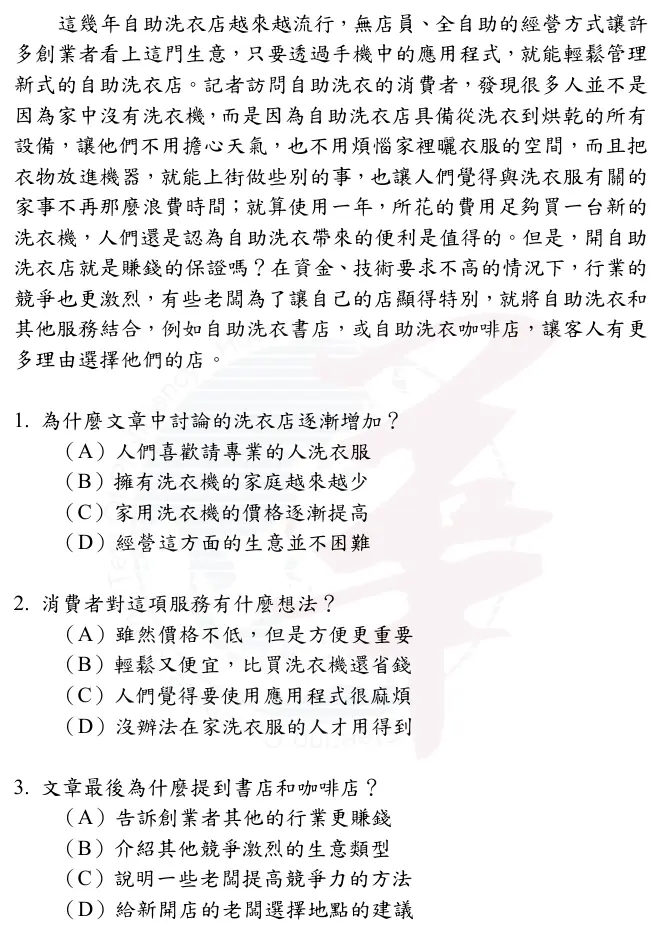 這幾年自助洗衣店越來越流行，無店員、全自助的經營方式讓許
多創業者看上這門生意，只要透過手機中的應用程式，就能輕鬆管理
新式的自助洗衣店。記者訪問自助洗衣的消費者，發現很多人並不是
因為家中沒有洗衣機，而是因為自助洗衣店具備從洗衣到烘乾的所有
設備，讓他們不用擔心天氣，也不用煩惱家裡曬衣服的空間，而且把
衣物放進機器，就能上街做些別的事，也讓人們覺得與洗衣服有關的
家事不再那麼浪費時間；就算使用一年，所花的費用足夠買一台新的
洗衣機，人們還是認為自助洗衣帶來的便利是值得的。但是，開自助
洗衣店就是賺錢的保證嗎？在資金、技術要求不高的情況下，行業的
競爭也更激烈，有些老闆為了讓自己的店顯得特別，就將自助洗衣和
其他服務結合，例如自助洗衣書店，或自助洗衣咖啡店，讓客人有更
多理由選擇他們的店。
1. 為什麼文章中討論的洗衣店逐漸增加？
（A）人們喜歡請專業的人洗衣服
（B）擁有洗衣機的家庭越來越少
（C）家用洗衣機的價格逐漸提高
（D）經營這方面的生意並不困難
2. 消費者對這項服務有什麼想法？
（A）雖然價格不低，但是方便更重要
（B）輕鬆又便宜，比買洗衣機還省錢
（C）人們覺得要使用應用程式很麻煩
（D）沒辦法在家洗衣服的人才用得到
3. 文章最後為什麼提到書店和咖啡店？
（A）告訴創業者其他的行業更賺錢
（B）介紹其他競爭激烈的生意類型
（C）說明一些老闆提高競爭力的方法
（D）給新開店的老闆選擇地點的建議